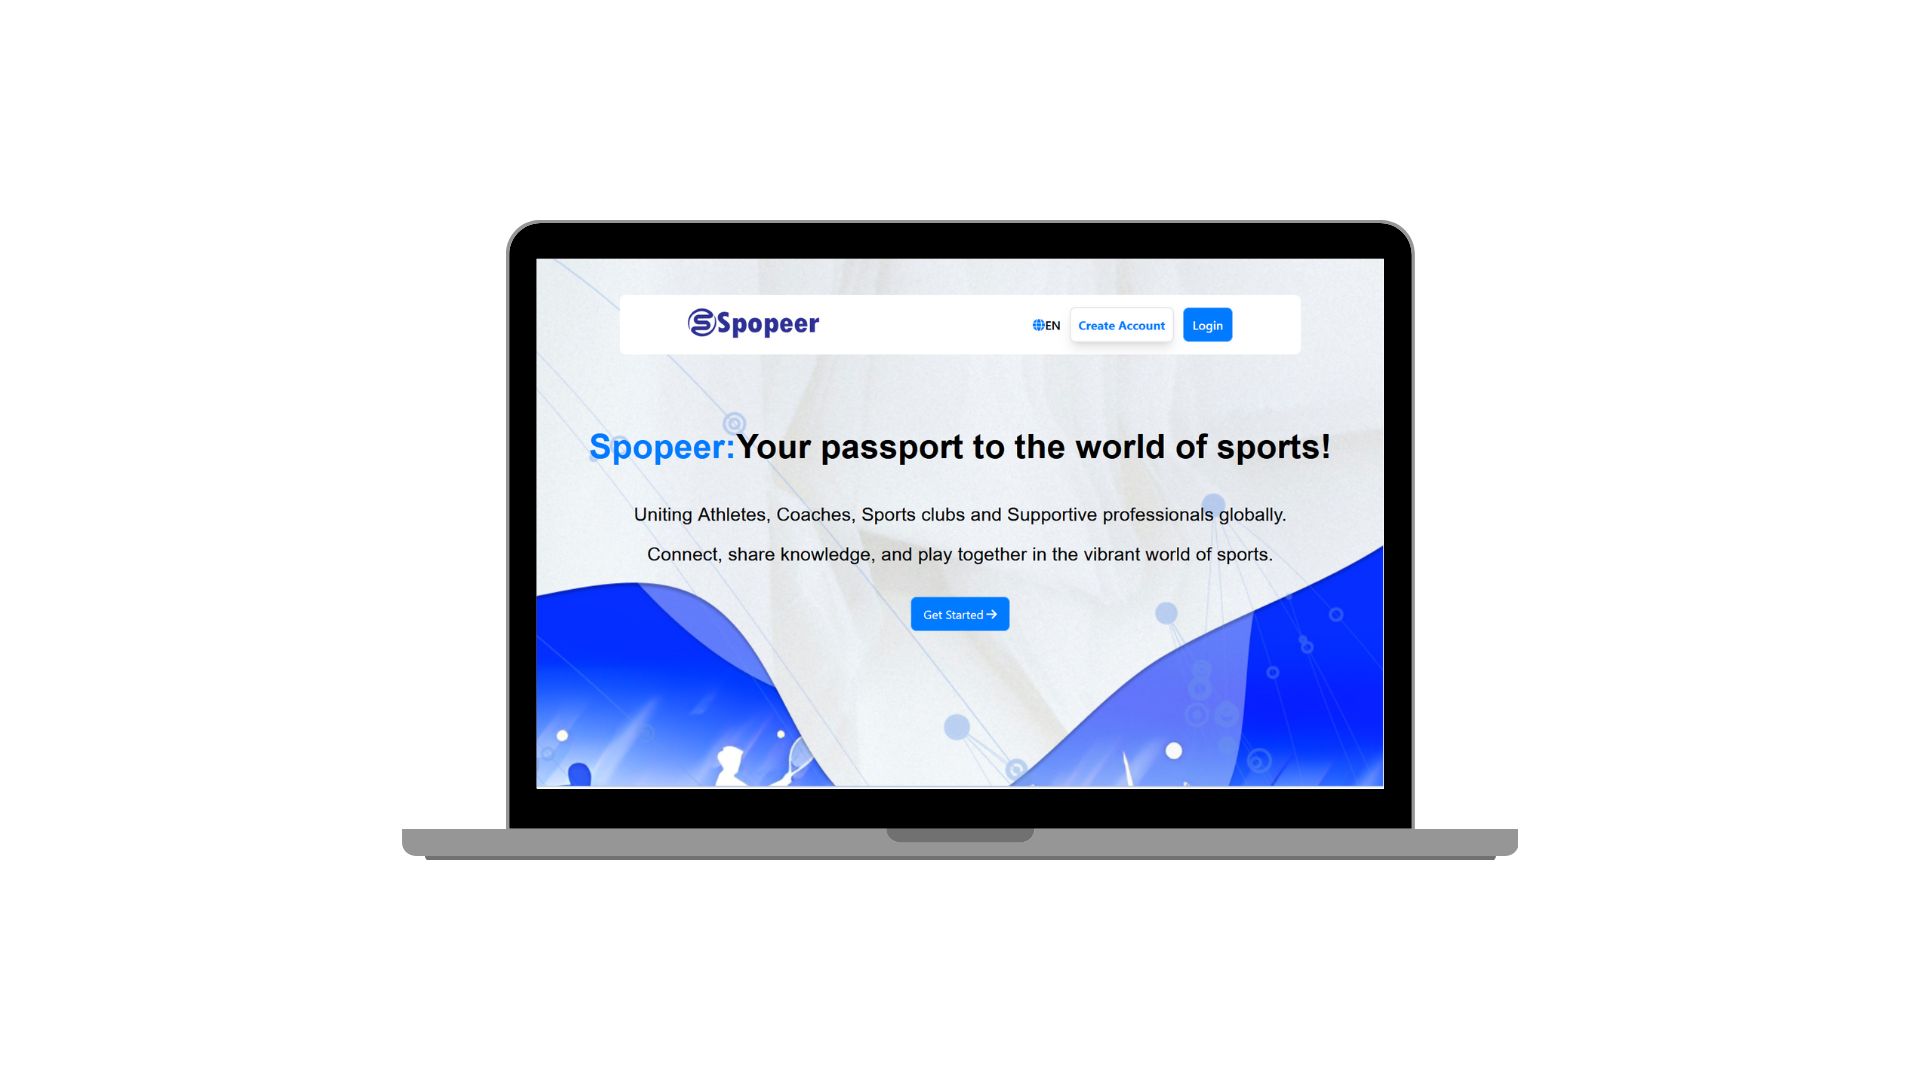 Spopeer
EN Create Account Login
Spopeer:Your passport to the world of sports!
Uniting Athletes, Coaches, Sports clubs and Supportive professionals globally.
Connect, share knowledge, and play together in the vibrant world of sports.
Get Started →